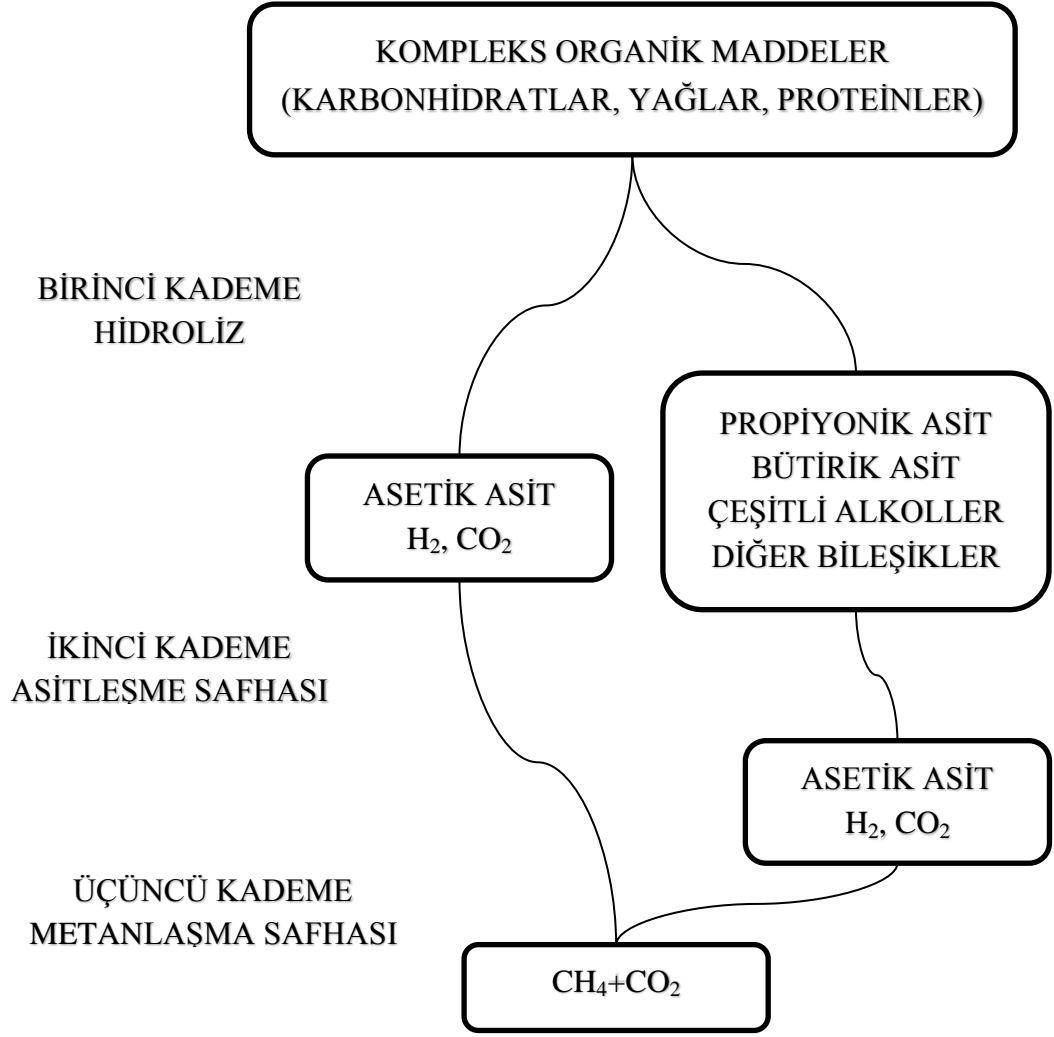 KOMPLEKS ORGANİK MADDELER
(KARBONHİDRATLAR, YAĞLAR, PROTEİNLER)
BİRİNCİ KADEME
HİDROLİZ
ASETİK ASİT
H₂, CO₂
PROPİYONİK ASİT
BÜTİRİK ASİT
ÇEŞİTLİ ALKOLLER
DİĞER BİLEŞİKLER
İKİNCİ KADEME
ASİTLEŞME SAFHASI
ASETİK ASİT
H₂, CO₂
ÜÇÜNCÜ KADEME
METANLAŞMA SAFHASI
CH₄+CO₂